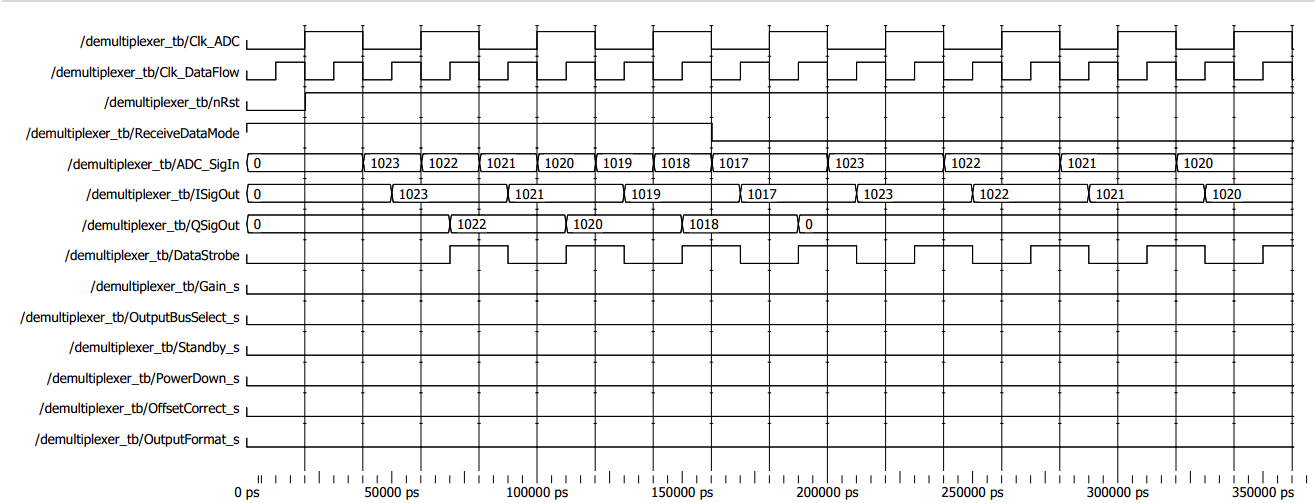 /demultiplexer_tb/Clk_ADC
/demultiplexer_tb/Clk_DataFlow
/demultiplexer_tb/nRst
/demultiplexer_tb/ReceiveDataMode
/demultiplexer_tb/ADC_SigIn 0 1023 1022 1021 1020 1019 1018 1017 1023 1022 1021 1020
/demultiplexer_tb/ISigOut 0 1023 1021 1019 1017 1023 1022 1021 1020
/demultiplexer_tb/QSigOut 0 1022 1020 1018 0
/demultiplexer_tb/DataStrobe
/demultiplexer_tb/Gain_s
/demultiplexer_tb/OutputBusSelect_s
/demultiplexer_tb/Standby_s
/demultiplexer_tb/PowerDown_s
/demultiplexer_tb/OffsetCorrect_s
/demultiplexer_tb/OutputFormat_s
0 ps 50000 ps 100000 ps 150000 ps 200000 ps 250000 ps 300000 ps 350000 ps